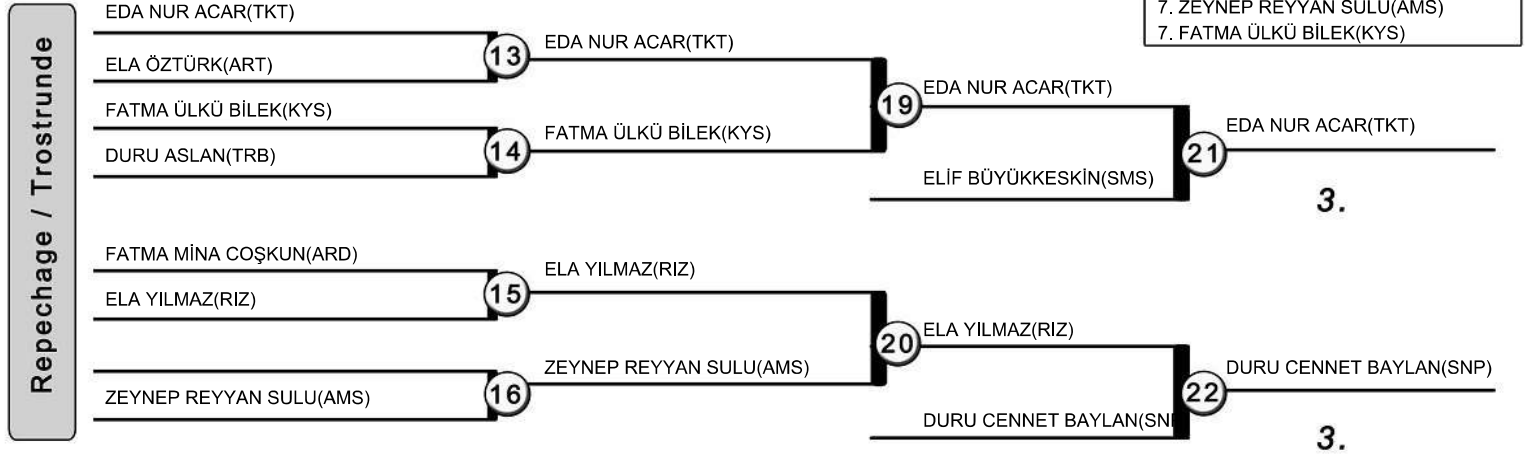 Repechage / Trostrunde
7. ZEYNEP REYYAN SULU(AMS)
7. FATMA ÜLKÜ BİLEK(KYS)
EDA NUR ACAR(TKT)
ELA ÖZTÜRK(ART)
13
EDA NUR ACAR(TKT)
FATMA ÜLKÜ BİLEK(KYS)
DURU ASLAN(TRB)
14
FATMA ÜLKÜ BİLEK(KYS)
19
EDA NUR ACAR(TKT)
ELİF BÜYÜKKESKİN(SMS)
21
EDA NUR ACAR(TKT)
3.
FATMA MİNA COŞKUN(ARD)
ELA YILMAZ(RIZ)
15
ELA YILMAZ(RIZ)
ZEYNEP REYYAN SULU(AMS)
16
ZEYNEP REYYAN SULU(AMS)
20
ELA YILMAZ(RIZ)
DURU CENNET BAYLAN(SN
22
DURU CENNET BAYLAN(SNP)
3.